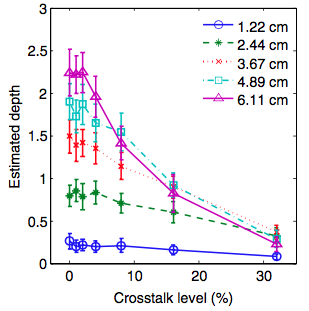 3
2.5
2
1.5
1
0.5
0
Estimated depth
1.22 cm
2.44 cm
3.67 cm
4.89 cm
6.11 cm
0 10 20 30
Crosstalk level (%)